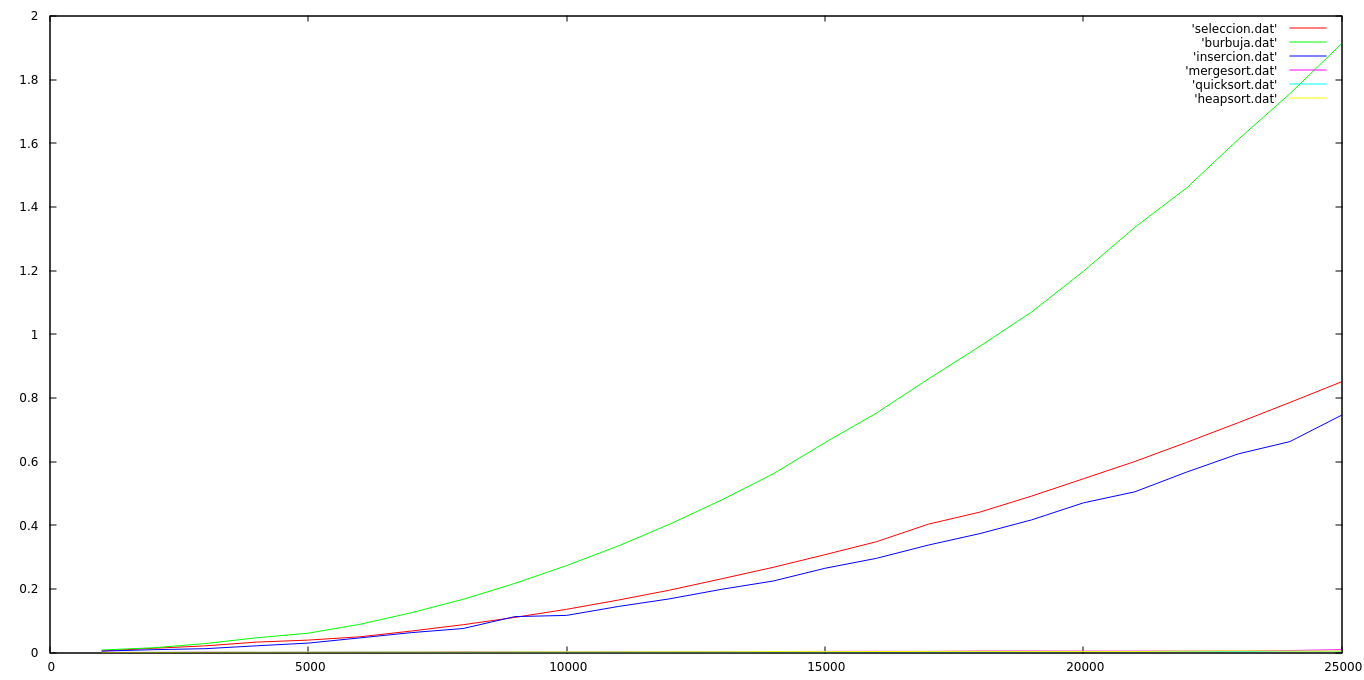 2
1.8
1.6
1.4
1.2
1
0.8
0.6
0.4
0.2
0
'seleccion.dat'
'burbuja.dat'
'insercion.dat'
'mergesort.dat'
'quicksort.dat'
'heapsort.dat'
0 5000 10000 15000 20000 25000